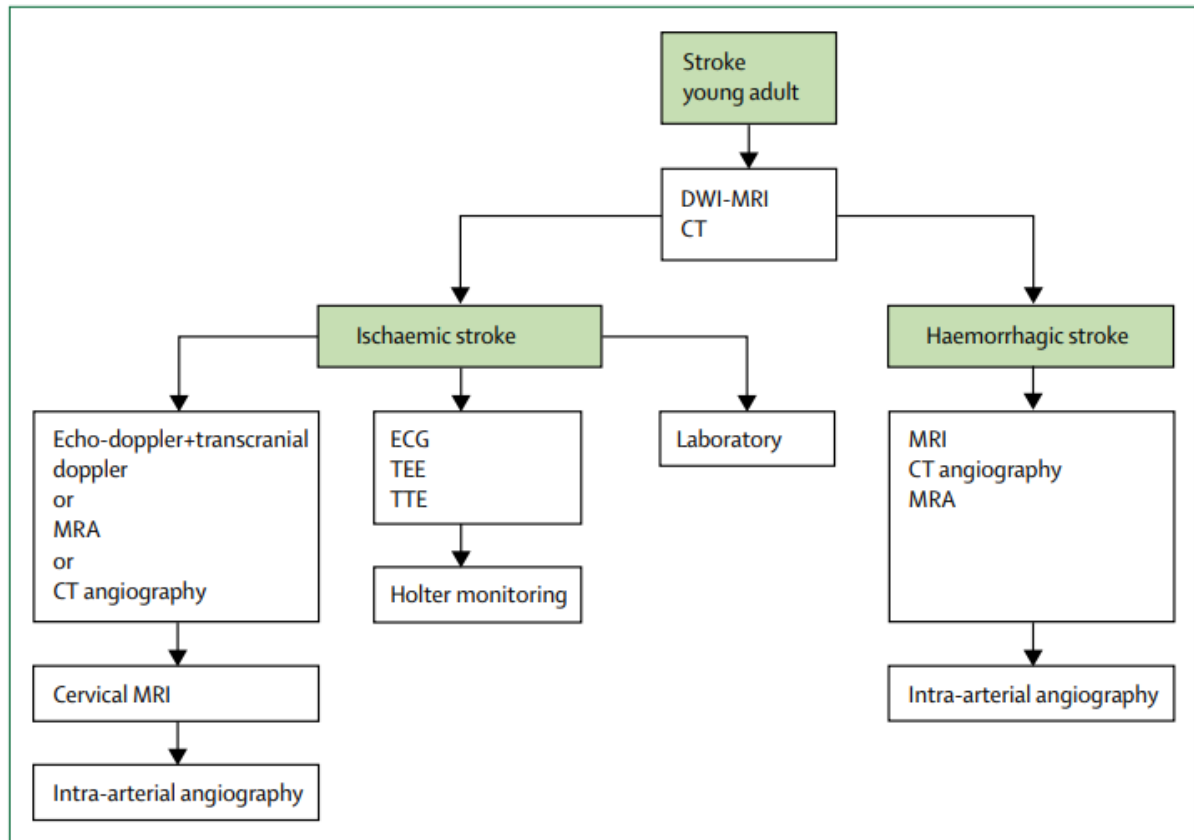 Stroke
young adult
DWI-MRI
CT
Ischaemic stroke
Haemorrhagic stroke
Echo-doppler+transcranial
doppler
or
MRA
or
CT angiography
ECG
TEE
TTE
Laboratory
MRI
CT angiography
MRA
Holter monitoring
Cervical MRI
Intra-arterial angiography
Intra-arterial angiography